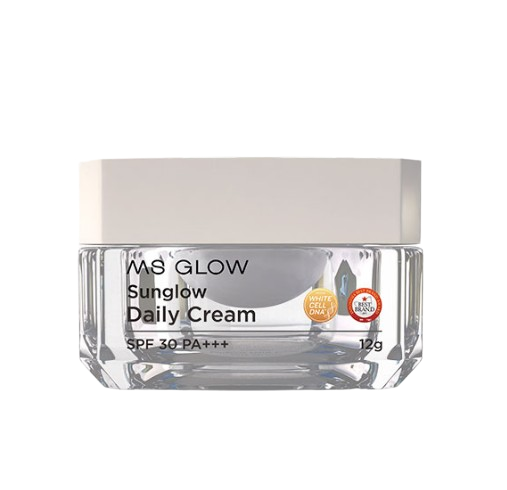 MS GLOW
Sunglow
Daily Cream
SPF 30 PA+++
12g
WHITE
CELL
DNA
BEST
BRAND